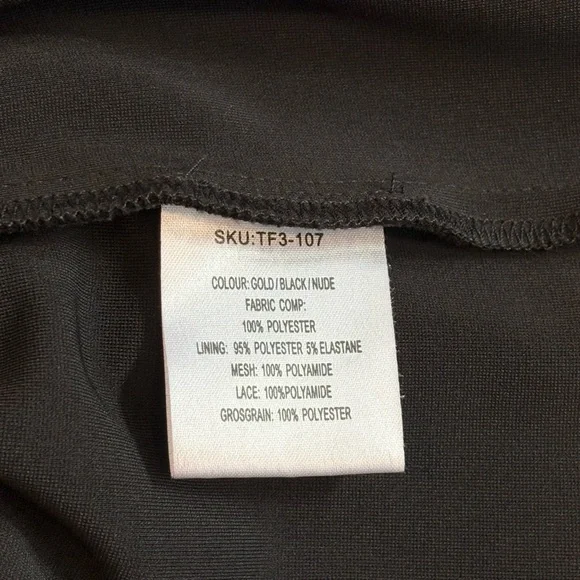 SKU:TF3-107
COLOUR: GOLD/BLACK/NUDE
FABRIC COMP:
100% POLYESTER
LINING: 95% POLYESTER 5% ELASTANE
MESH: 100% POLYAMIDE
LACE: 100%POLYAMIDE
GROSGRAIN: 100% POLYESTER